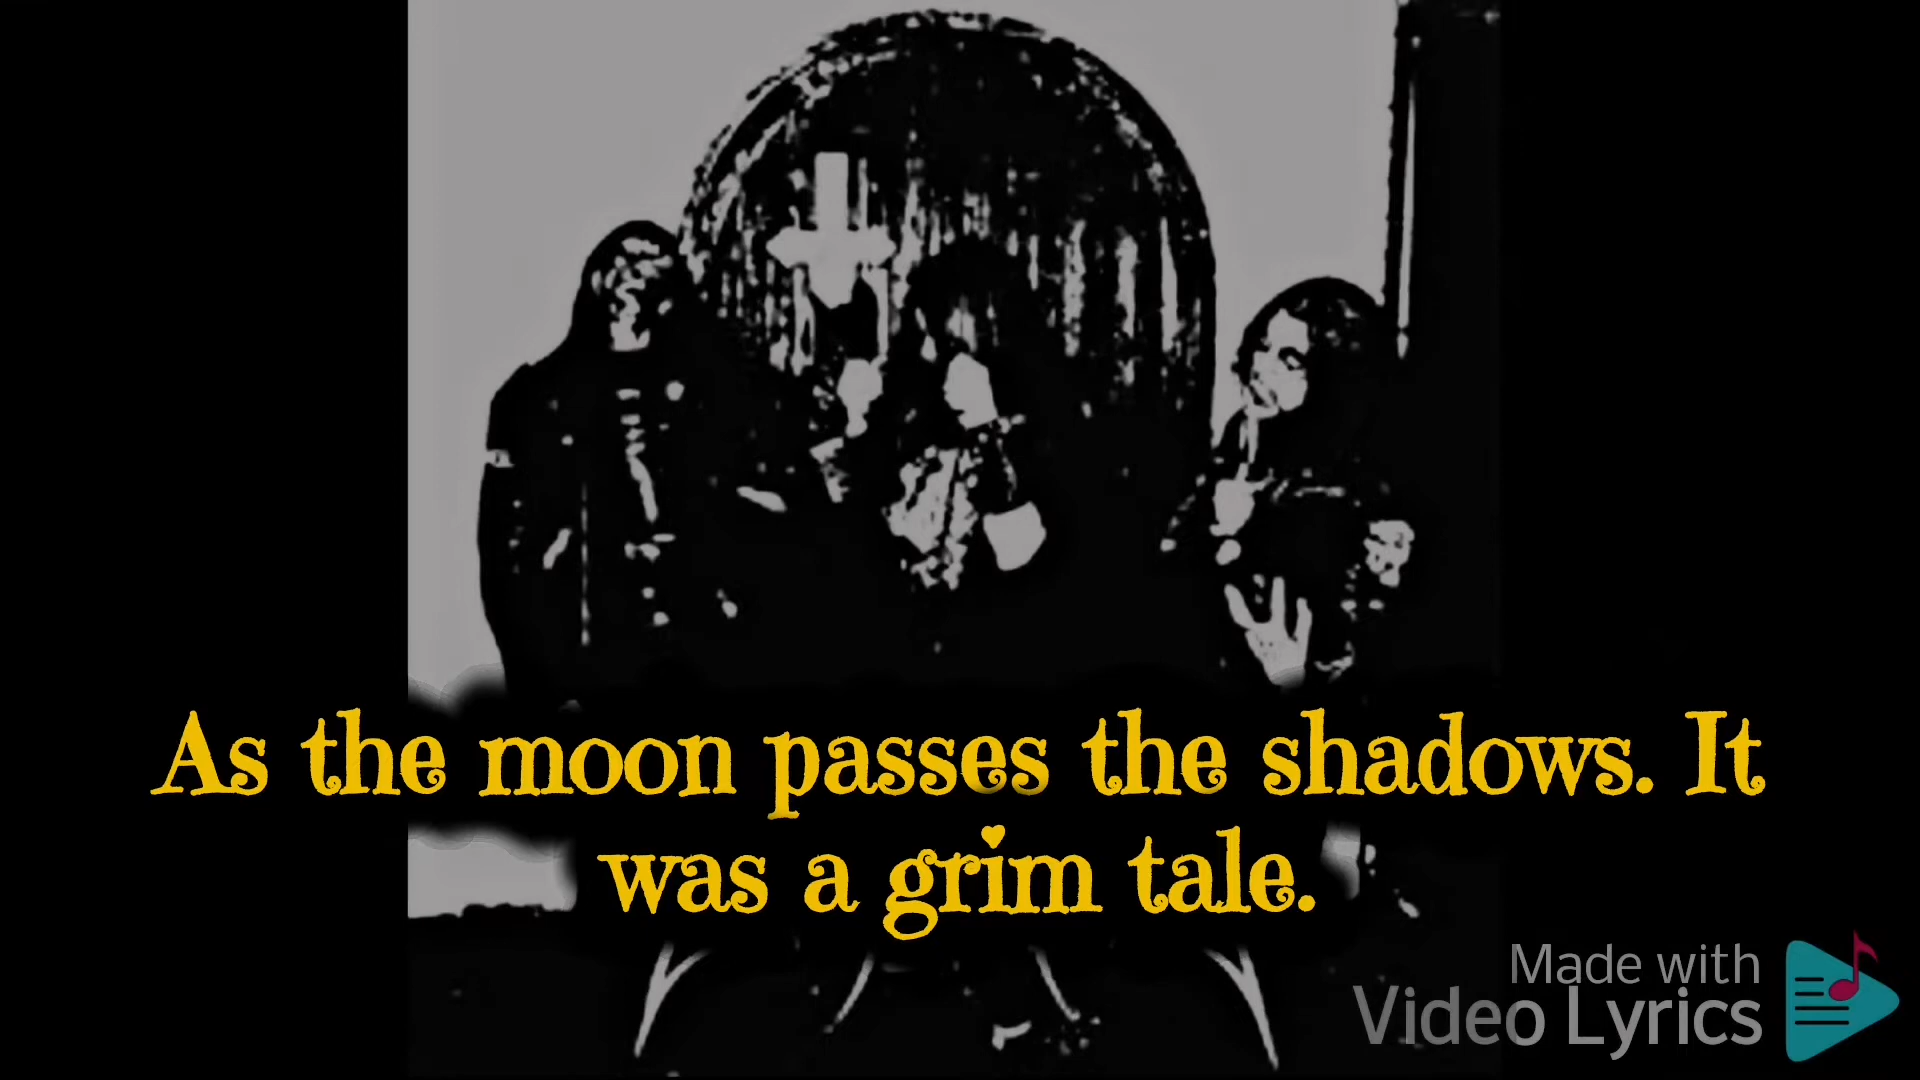 As the moon passes the shadows. It
was a grim tale.
Made with
Video Lyrics